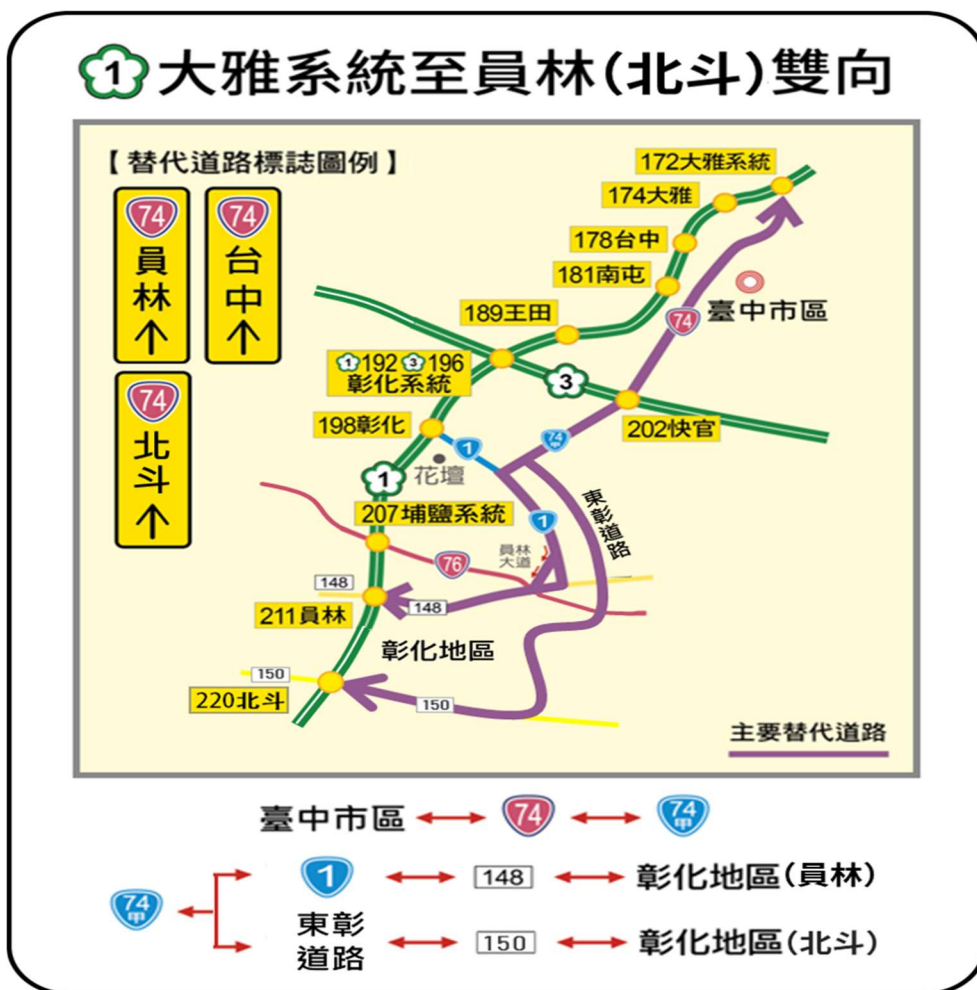 1 大雅系統至員林(北斗)雙向
【替代道路標誌圖例】
74
員林
↑
74
台中
↑
74
北斗
↑
172大雅系統
174大雅
178台中
181南屯
臺中市區
74
189王田
1 192 3 196
彰化系統
3
202快官
198彰化
1
74甲
花壇
1
207埔鹽系統
1
東彰道路
員林
大道
76
148
148
211員林
彰化地區
150
220北斗
150
主要替代道路
臺中市區 ↔ 74 ↔ 74甲
74甲
1 ↔ 148 ↔ 彰化地區(員林)
東彰
道路 ↔ 150 ↔ 彰化地區(北斗)